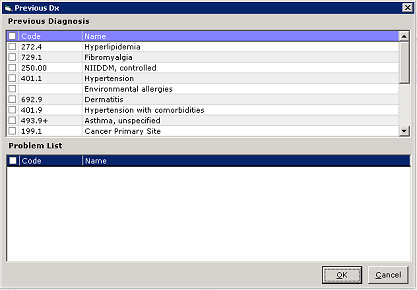 Previous Dx
Previous Diagnosis
Code Name
272.4 Hyperlipidemia
729.1 Fibromyalgia
250.00 NIIDDM, controlled
401.1 Hypertension
Environmental allergies
692.9 Dermatitis
401.9 Hypertension with comorbidities
493.9+ Asthma, unspecified
199.1 Cancer Primary Site
Problem List
Code Name
OK Cancel